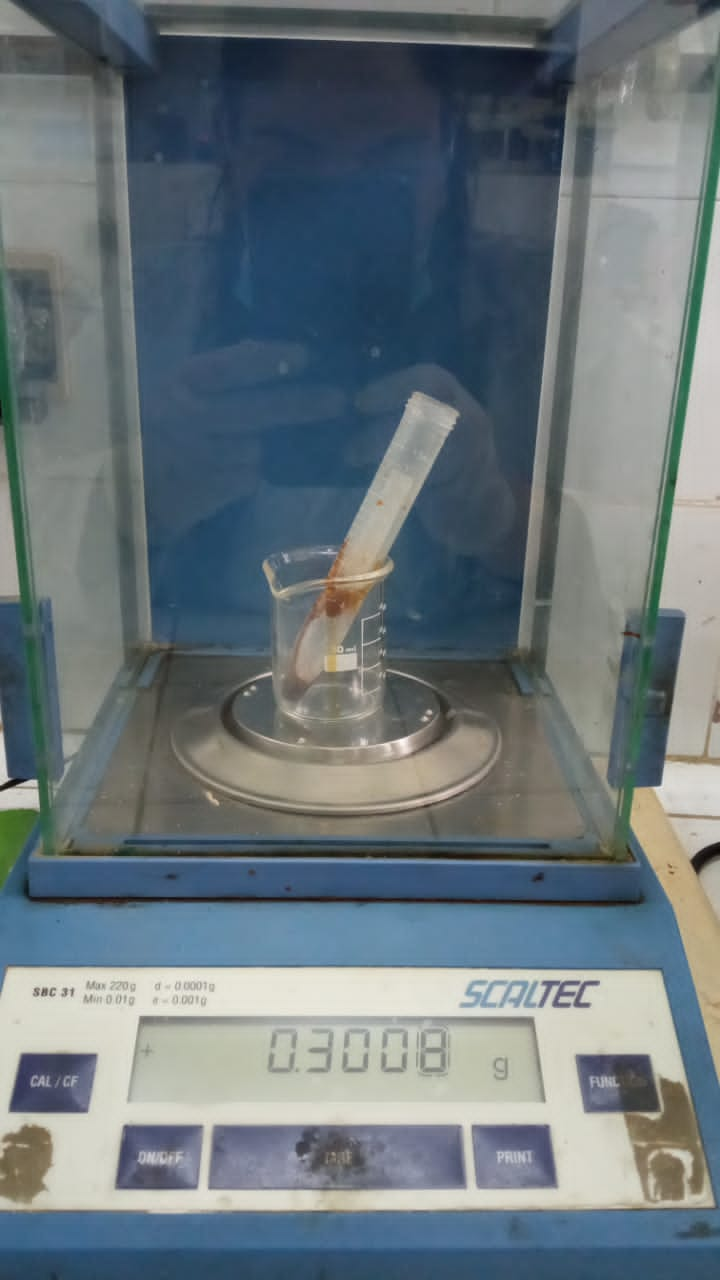 SBC 31 Max 220g d = 0.0001g
Min 0.01g e = 0.001g
SCALTEC
+ 0.3008 g
CAL / CF
ON/OFF
PRINT